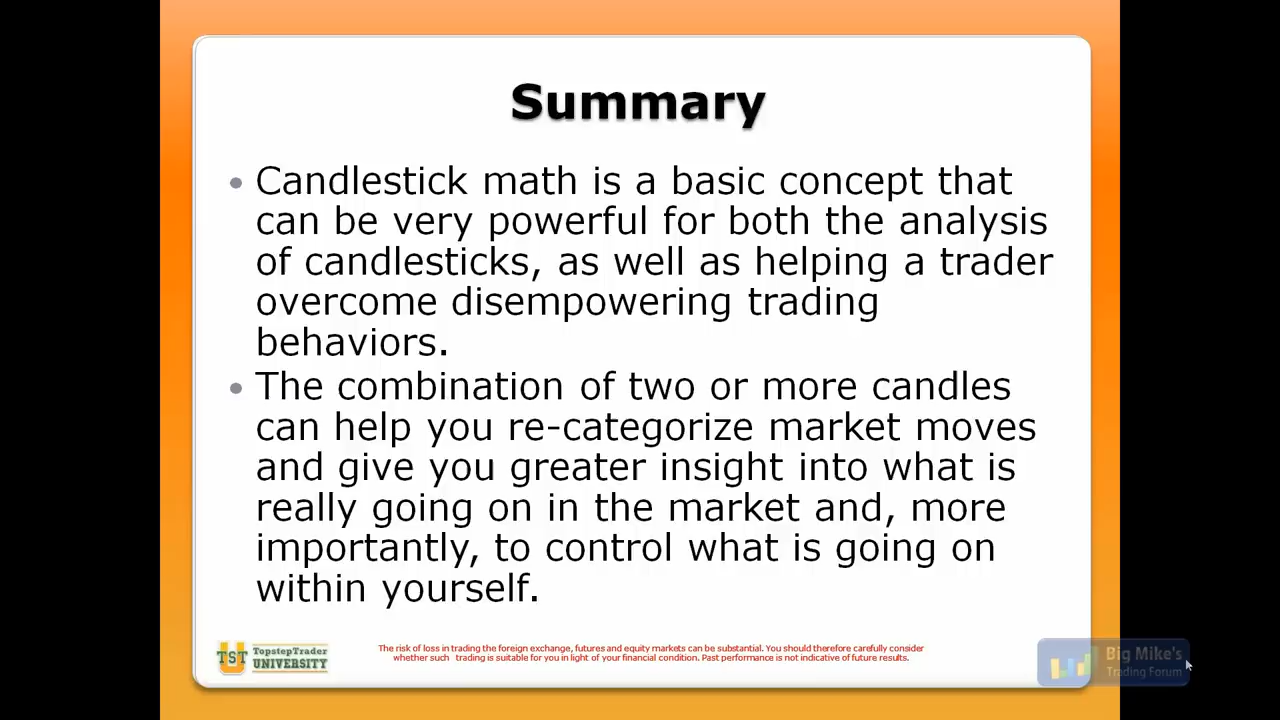 Summary
• Candlestick math is a basic concept that
can be very powerful for both the analysis
of candlesticks, as well as helping a trader
overcome disempowering trading
behaviors.
• The combination of two or more candles
can help you re-categorize market moves
and give you greater insight into what is
really going on in the market and, more
importantly, to control what is going on
within yourself.
TST
TopstepTrader
UNIVERSITY
The risk of loss in trading the foreign exchange, futures and equity markets can be substantial. You should therefore carefully consider
whether such trading is suitable for you in light of your financial condition. Past performance is not indicative of future results.
Big Mike's
Trading Forum